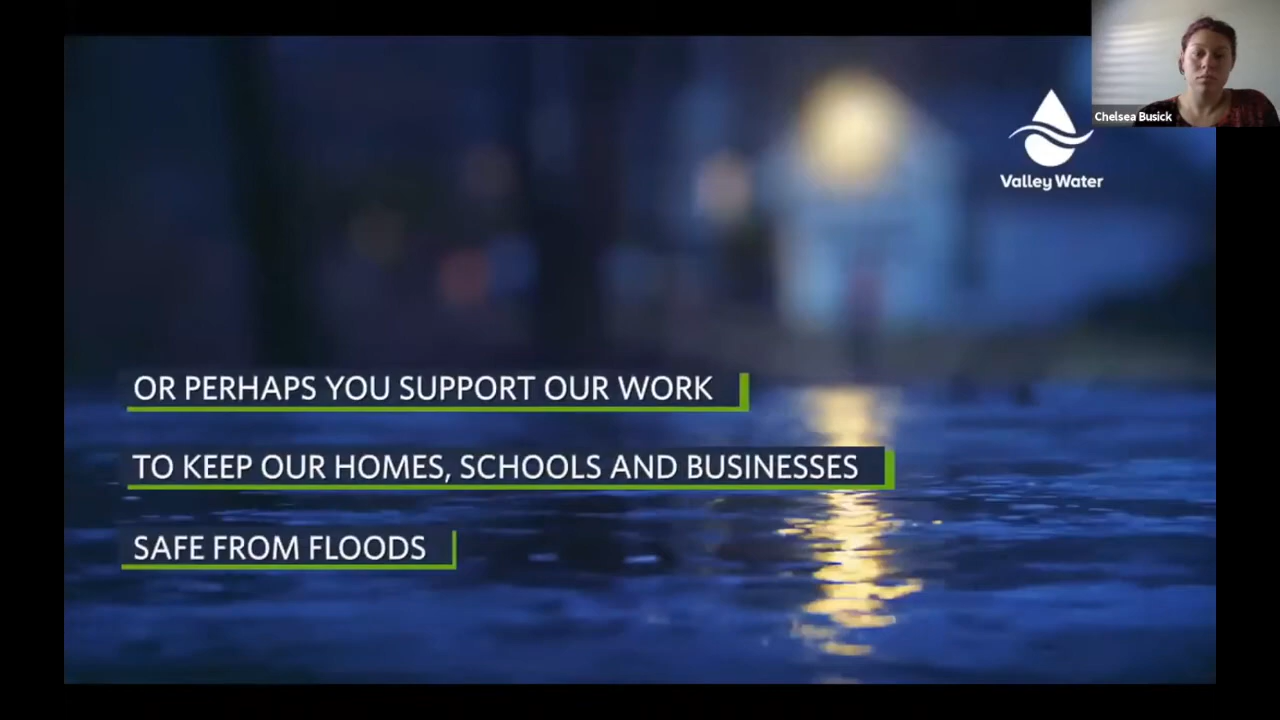 Chelsea Busick
Valley Water
OR PERHAPS YOU SUPPORT OUR WORK
TO KEEP OUR HOMES, SCHOOLS AND BUSINESSES
SAFE FROM FLOODS